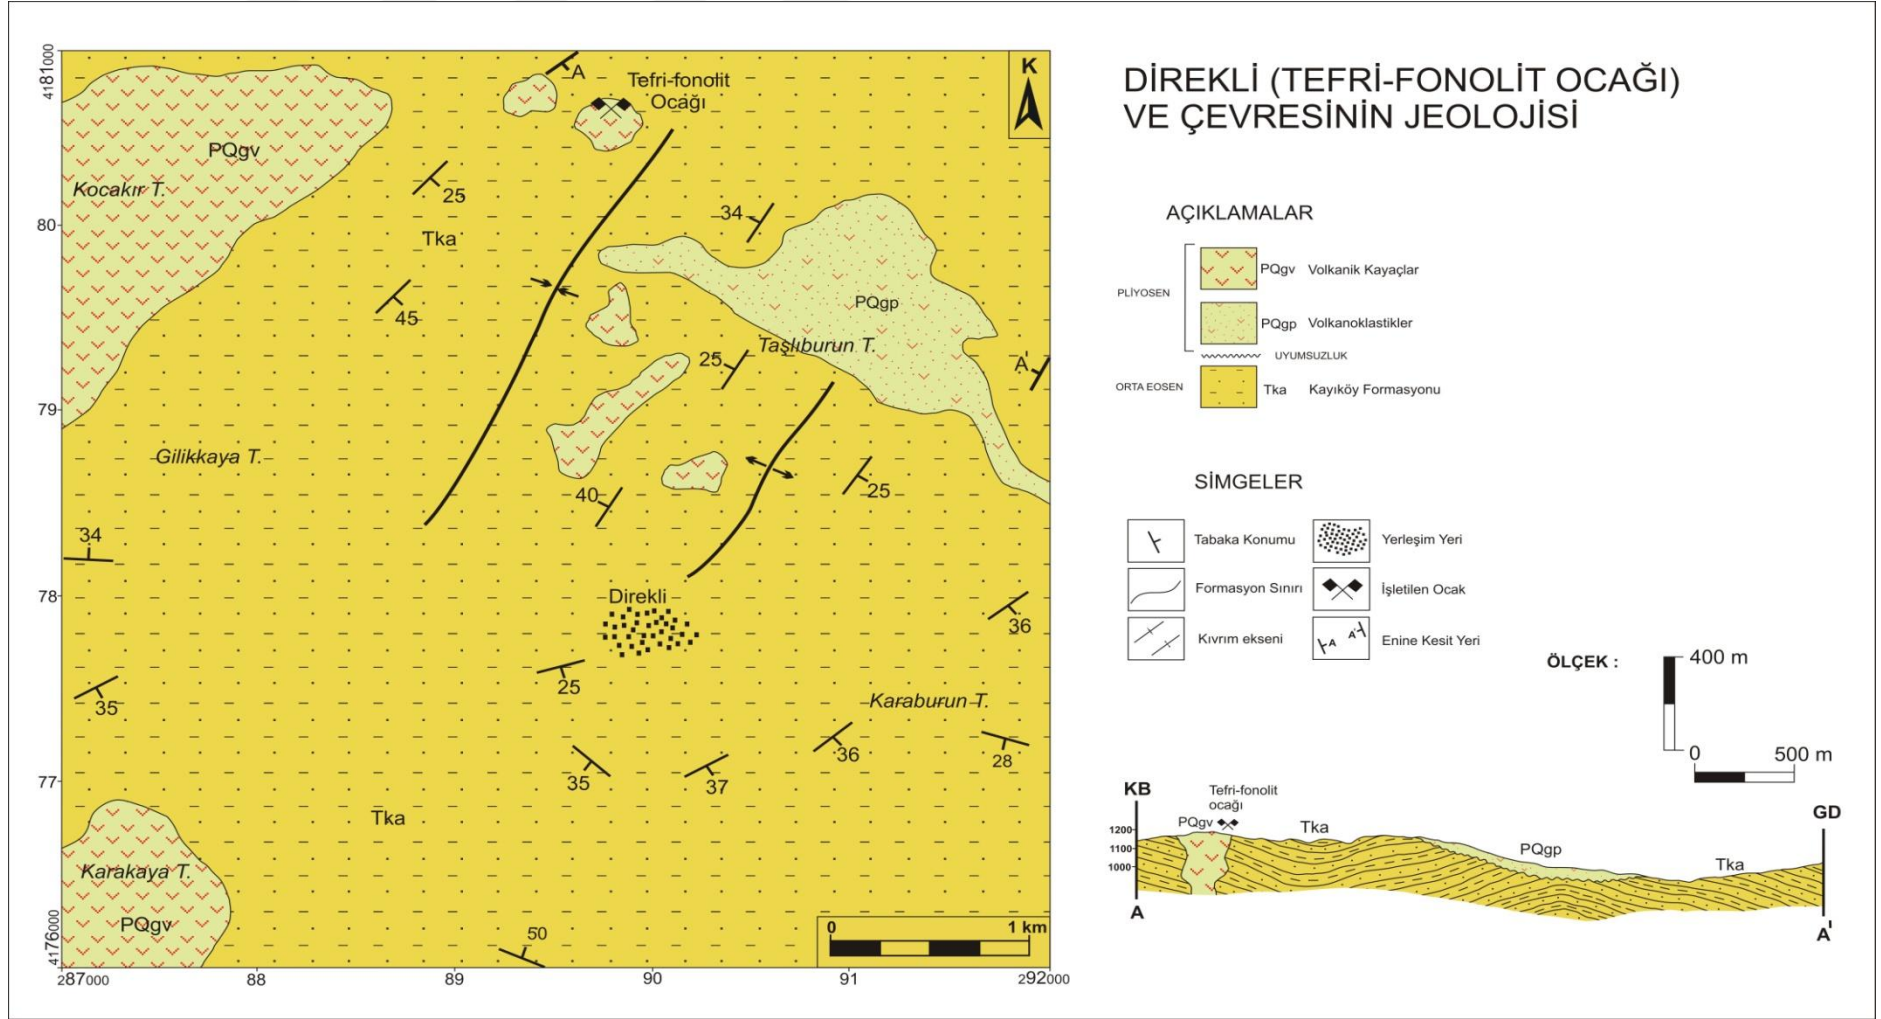 DİREKLİ (TEFRİ-FONOLİT OCAĞI)
VE ÇEVRESİNİN JEOLOJİSİ
4181000
80
79
78
77
4176000
287000
88
89
90
91
292000
K
A
Tefri-fonolit
Ocağı
PQgv
Kocakır T.
25
Tka
34
45
PQgp
Taşlıburun T.
25
A'
Gilikkaya T.
40
25
34
Direkli
36
25
35
Karaburun T.
36
28
35
37
Tka
Karakaya T.
PQgv
50
0 1 km
AÇIKLAMALAR
PLİYOSEN
PQgv Volkanik Kayaçlar
PQgp Volkanoklastikler
UYUMSUZLUK
ORTA EOSEN
Tka Kayıköy Formasyonu
SİMGELER
Tabaka Konumu
Yerleşim Yeri
Formasyon Sınırı
İşletilen Ocak
Kıvrım ekseni
A A'
Enine Kesit Yeri
ÖLÇEK :
400 m
0 500 m
KB
Tefri-fonolit
ocağı
GD
PQgv
Tka
1200
1100
1000
PQgp
Tka
A
A'